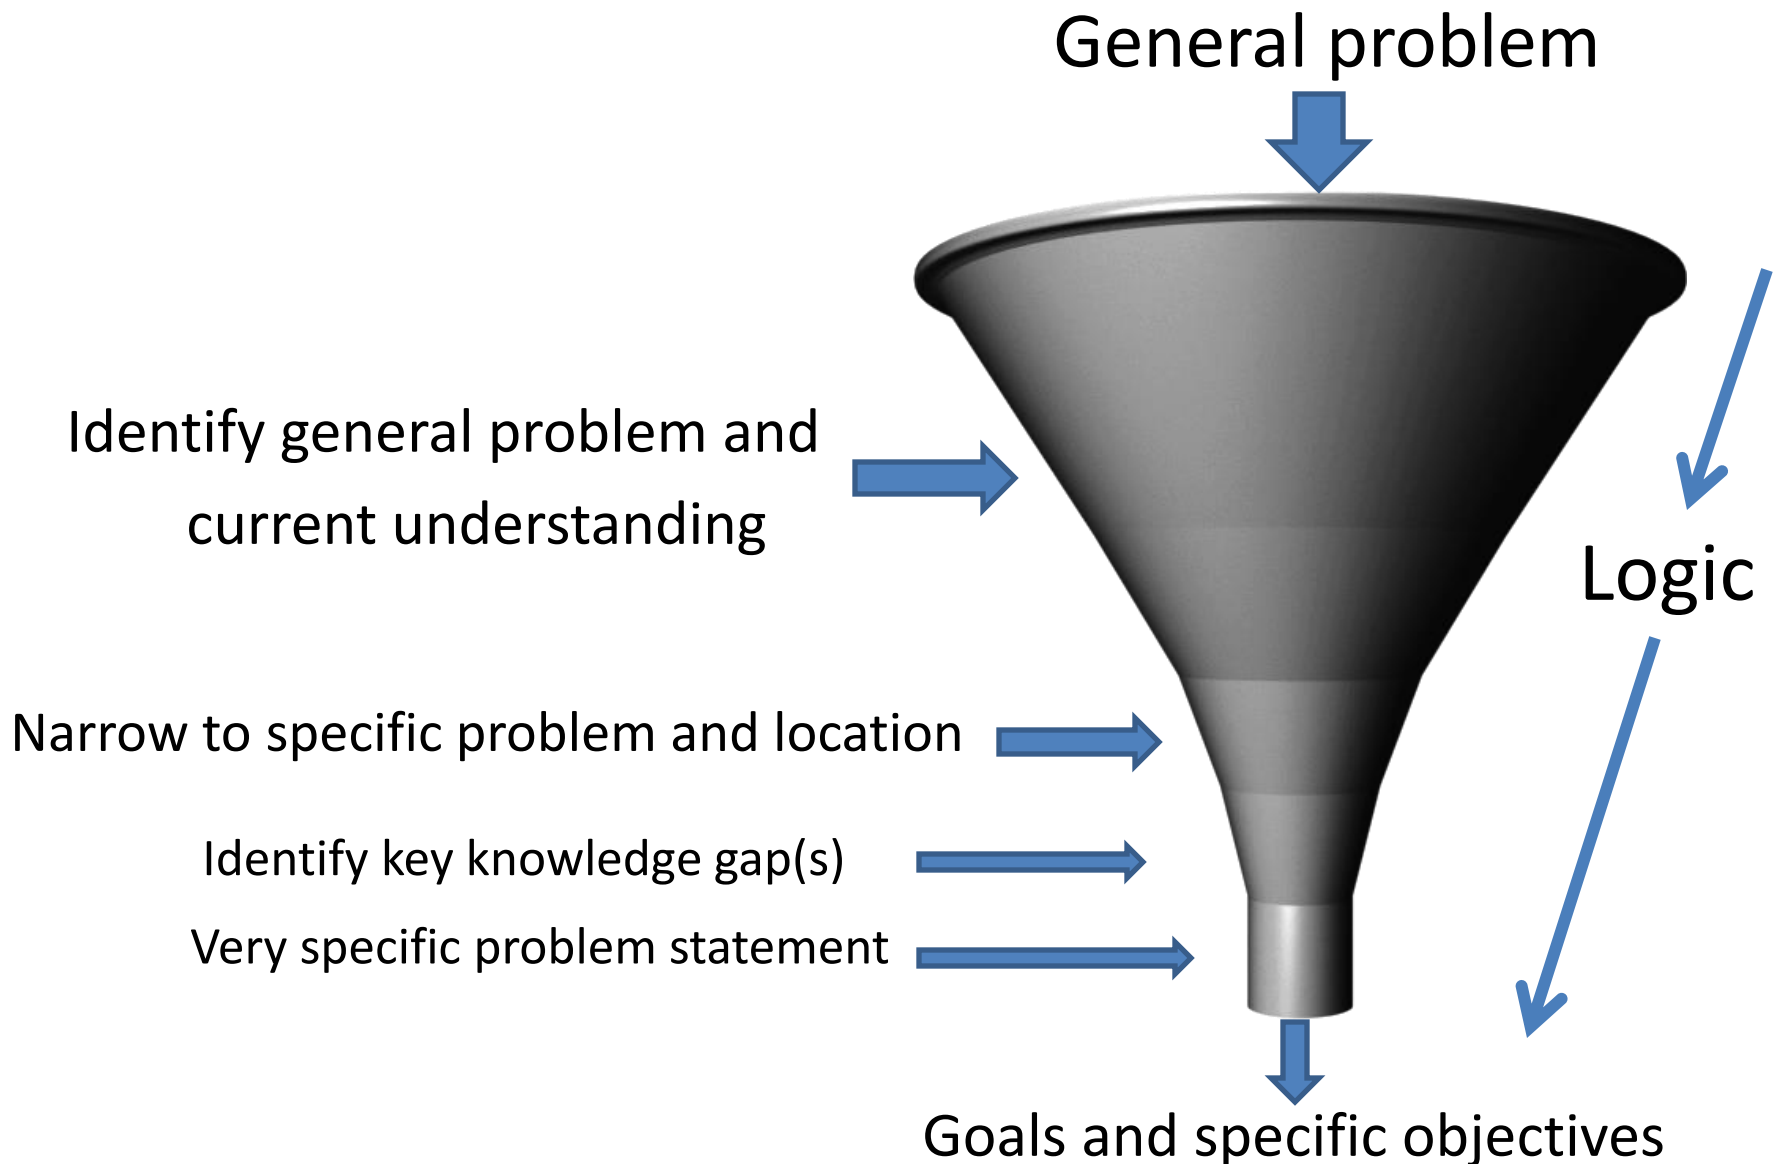 General problem
Identify general problem and
current understanding
Logic
Narrow to specific problem and location
Identify key knowledge gap(s)
Very specific problem statement
Goals and specific objectives